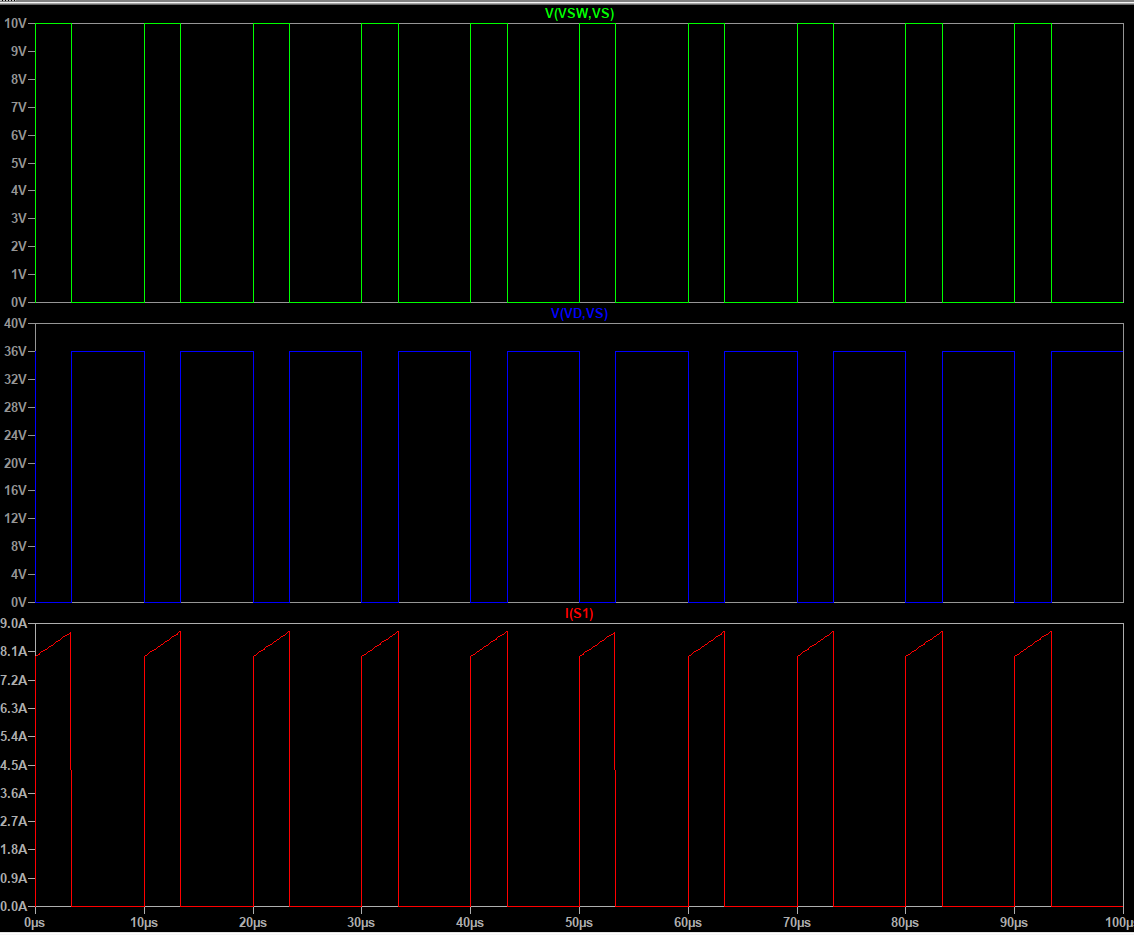 V(VSW,VS)
10V
9V
8V
7V
6V
5V
4V
3V
2V
1V
0V
V(VD,VS)
40V
36V
32V
28V
24V
20V
16V
12V
8V
4V
0V
I(S1)
9.0A
8.1A
7.2A
6.3A
5.4A
4.5A
3.6A
2.7A
1.8A
0.9A
0.0A
0µs 10µs 20µs 30µs 40µs 50µs 60µs 70µs 80µs 90µs 100µ